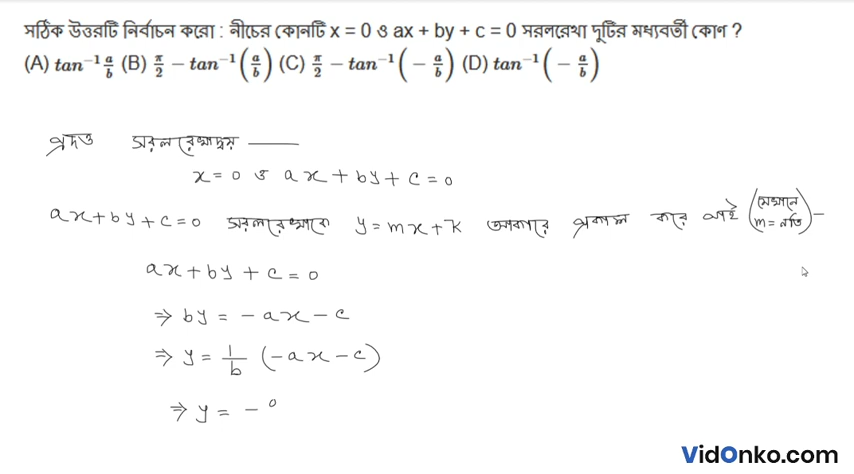 সঠিক উত্তরটি নির্বাচন করো : নীচের কোনটি x = 0 ও ax + by + c = 0 সরলরেখা দুটির মধ্যবর্তী কোণ ?
(A) tan⁻¹ a/b (B) π/2 − tan⁻¹(a/b) (C) π/2 − tan⁻¹(− a/b) (D) tan⁻¹(− a/b)
প্রদত্ত সরলরেখাদ্বয় ——
x = 0 ও ax + by + c = 0
ax + by + c = 0 সরলরেখাকে y = mx + k আকারে প্রকাশ করে পাই (যেখানে m = নতি) —
ax + by + c = 0
⇒ by = − ax − c
⇒ y = 1/b (− ax − c)
⇒ y = −
VidOnko.com